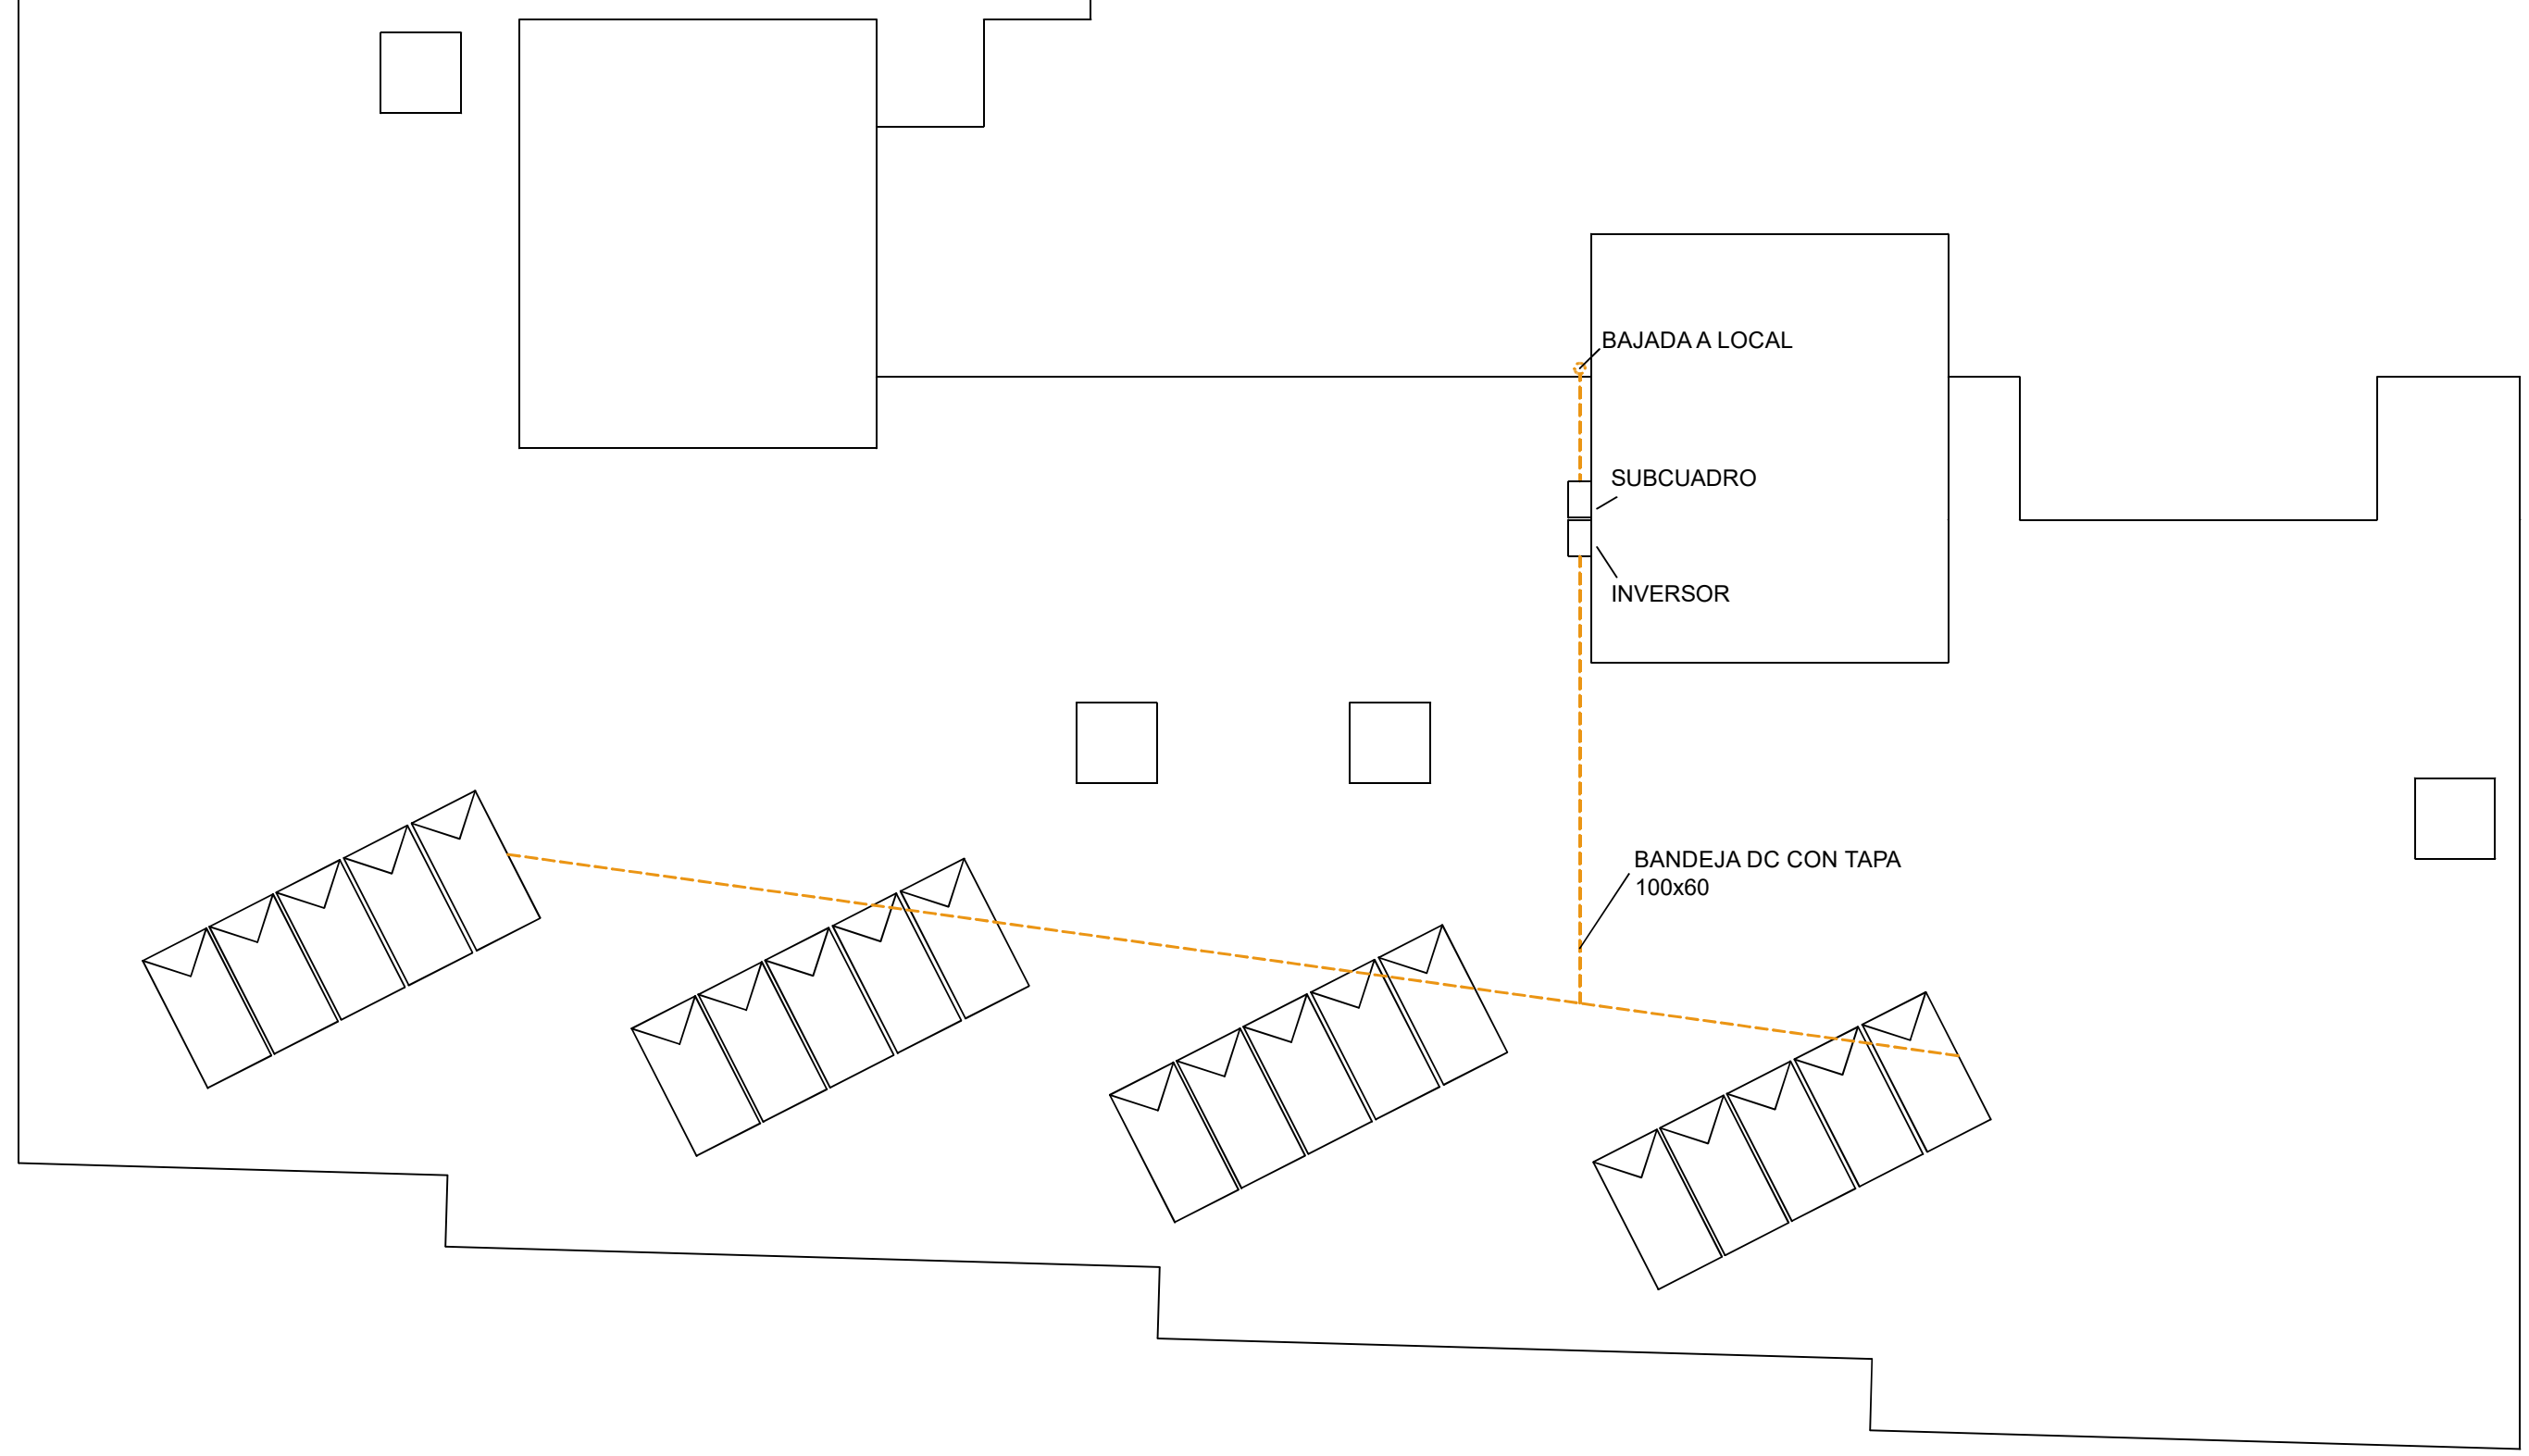 BAJADA A LOCAL
SUBCUADRO
INVERSOR
BANDEJA DC CON TAPA
100x60